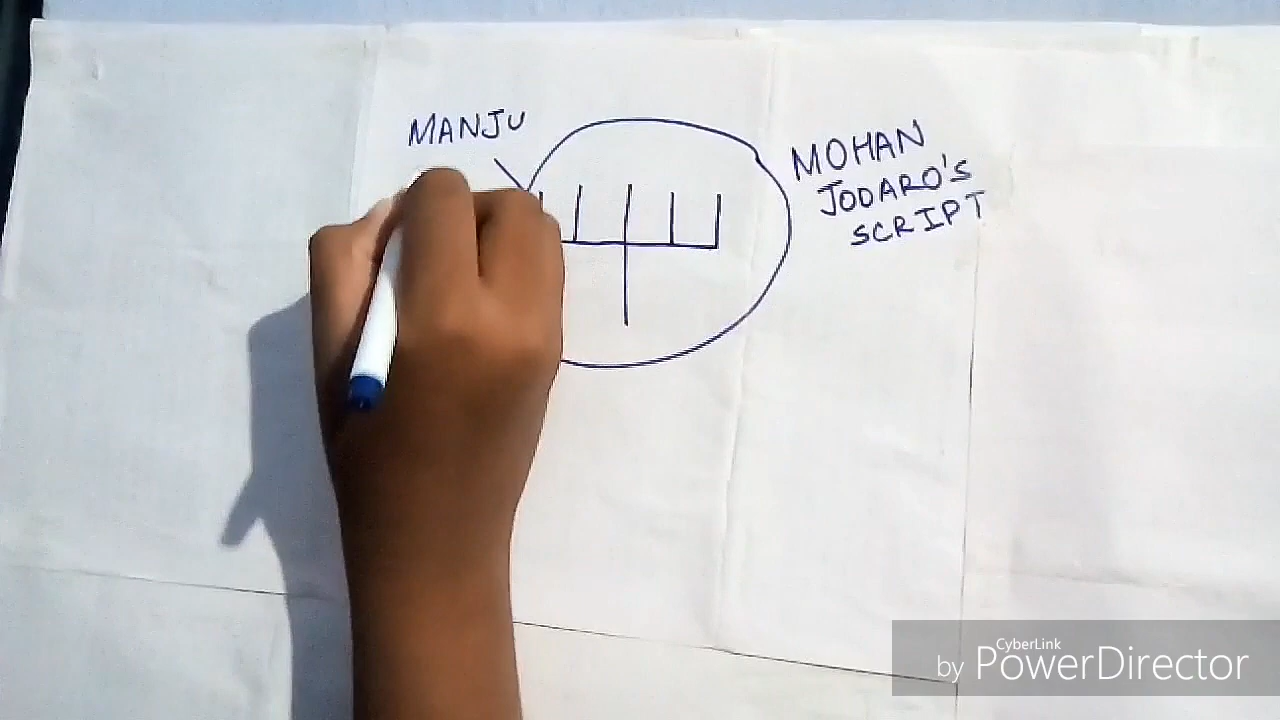 MANJU
MOHAN
JODARO'S
SCRIPT
CyberLink
by PowerDirector